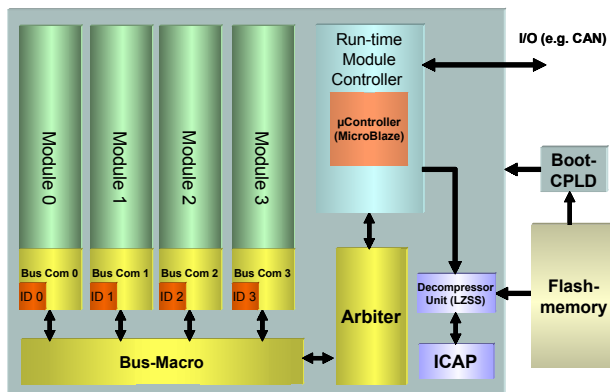 Module 0
Module 1
Module 2
Module 3
Run-time
Module
Controller
µController
(MicroBlaze)
I/O (e.g. CAN)
Boot-
CPLD
Bus Com 0
Bus Com 1
Bus Com 2
Bus Com 3
ID 0
ID 1
ID 2
ID 3
Bus-Macro
Arbiter
Decompressor
Unit (LZSS)
ICAP
Flash-
memory